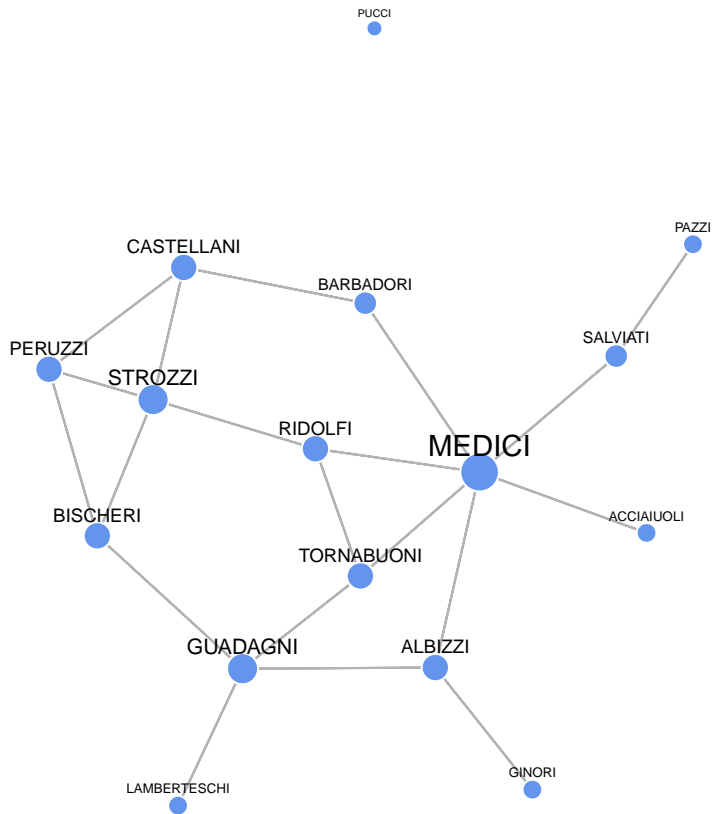 PUCCI
PAZZI
CASTELLANI
BARBADORI
SALVIATI
PERUZZI
STROZZI
RIDOLFI
MEDICI
BISCHERI
ACCIAIUOLI
TORNABUONI
GUADAGNI
ALBIZZI
GINORI
LAMBERTESCHI